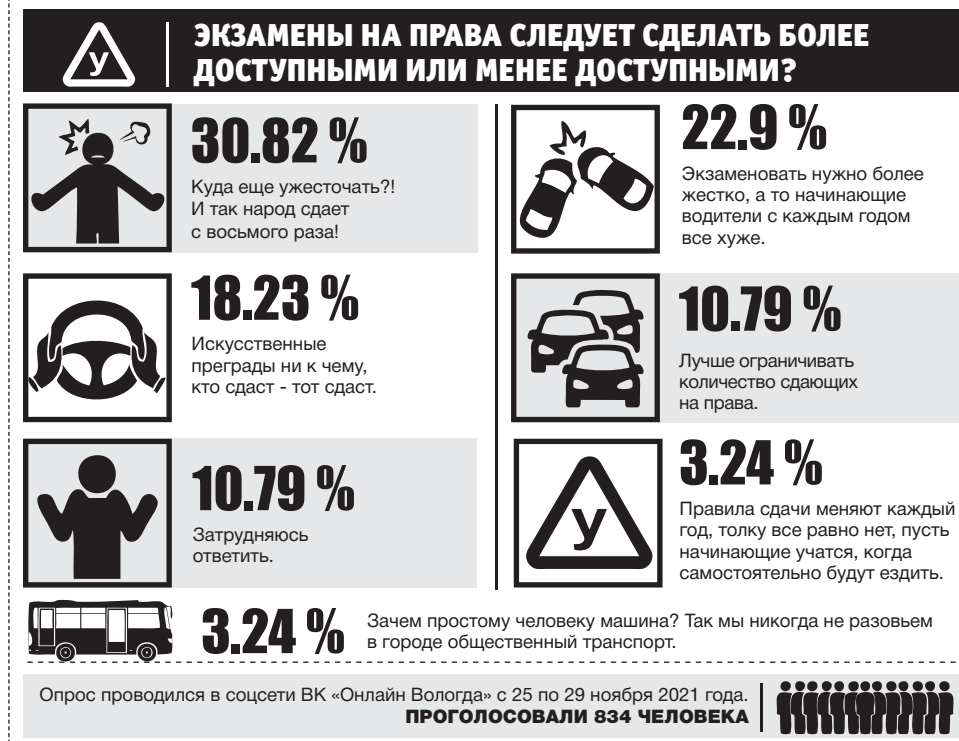 У
ЭКЗАМЕНЫ НА ПРАВА СЛЕДУЕТ СДЕЛАТЬ БОЛЕЕ
ДОСТУПНЫМИ ИЛИ МЕНЕЕ ДОСТУПНЫМИ?
30.82 %
Куда еще ужесточать?!
И так народ сдает
с восьмого раза!
22.9 %
Экзаменовать нужно более
жестко, а то начинающие
водители с каждым годом
все хуже.
18.23 %
Искусственные
преграды ни к чему,
кто сдаст - тот сдаст.
10.79 %
Лучше ограничивать
количество сдающих
на права.
10.79 %
Затрудняюсь
ответить.
У
3.24 %
Правила сдачи меняют каждый
год, толку все равно нет, пусть
начинающие учатся, когда
самостоятельно будут ездить.
3.24 %
Зачем простому человеку машина? Так мы никогда не разовьем
в городе общественный транспорт.
Опрос проводился в соцсети ВК «Онлайн Вологда» с 25 по 29 ноября 2021 года.
ПРОГОЛОСОВАЛИ 834 ЧЕЛОВЕКА